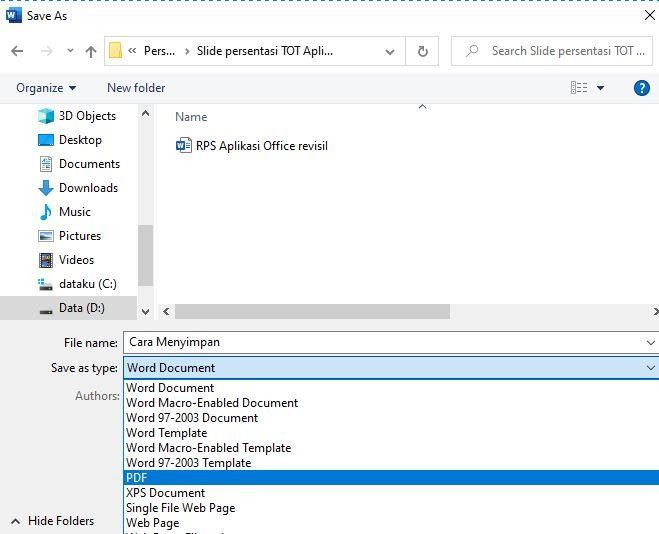 Save As
« Pers... > Slide persentasi TOT Apli...
Search Slide persentasi TOT ...
Organize
New folder
?
3D Objects
Desktop
Documents
Downloads
Music
Pictures
Videos
dataku (C:)
Data (D:)
Name
RPS Aplikasi Office revisil
File name: Cara Menyimpan
Save as type: Word Document
Authors:
Word Document
Word Macro-Enabled Document
Word 97-2003 Document
Word Template
Word Macro-Enabled Template
Word 97-2003 Template
PDF
XPS Document
Single File Web Page
Web Page
Hide Folders